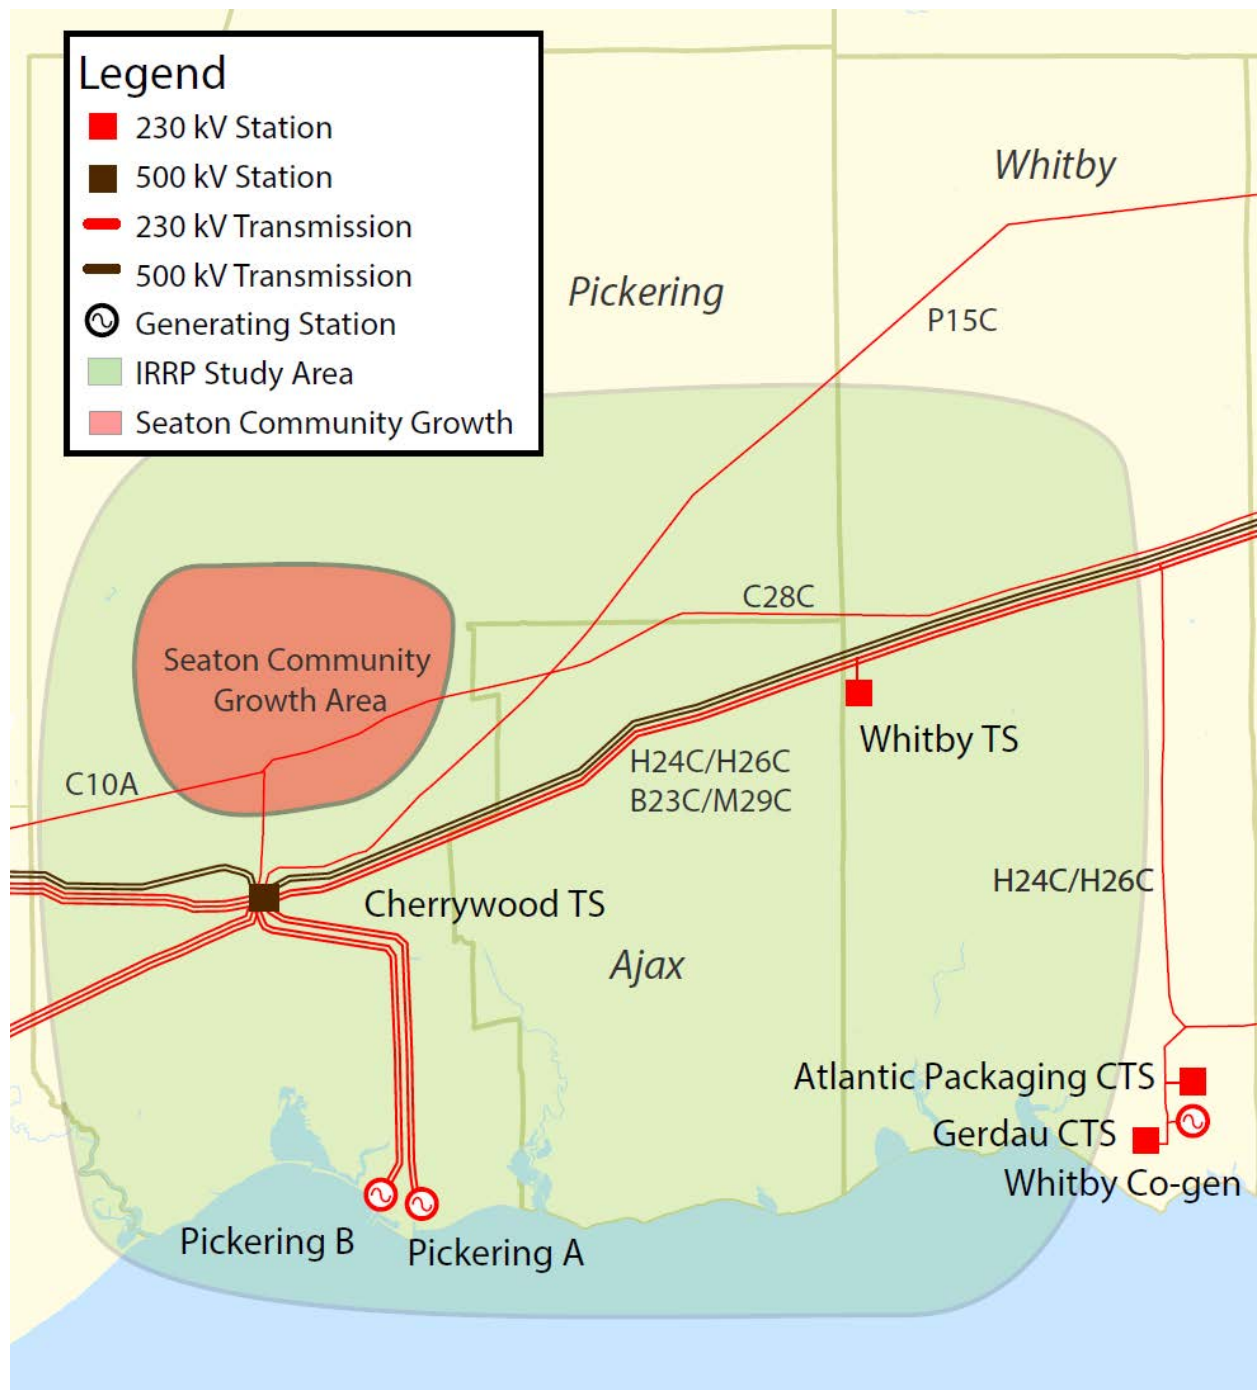 Legend
230 kV Station
500 kV Station
230 kV Transmission
500 kV Transmission
Generating Station
IRRP Study Area
Seaton Community Growth
Whitby
Pickering
P15C
C28C
Seaton Community
Growth Area
C10A
Whitby TS
H24C/H26C
B23C/M29C
H24C/H26C
Cherrywood TS
Ajax
Atlantic Packaging CTS
Gerdau CTS
Whitby Co-gen
Pickering B
Pickering A